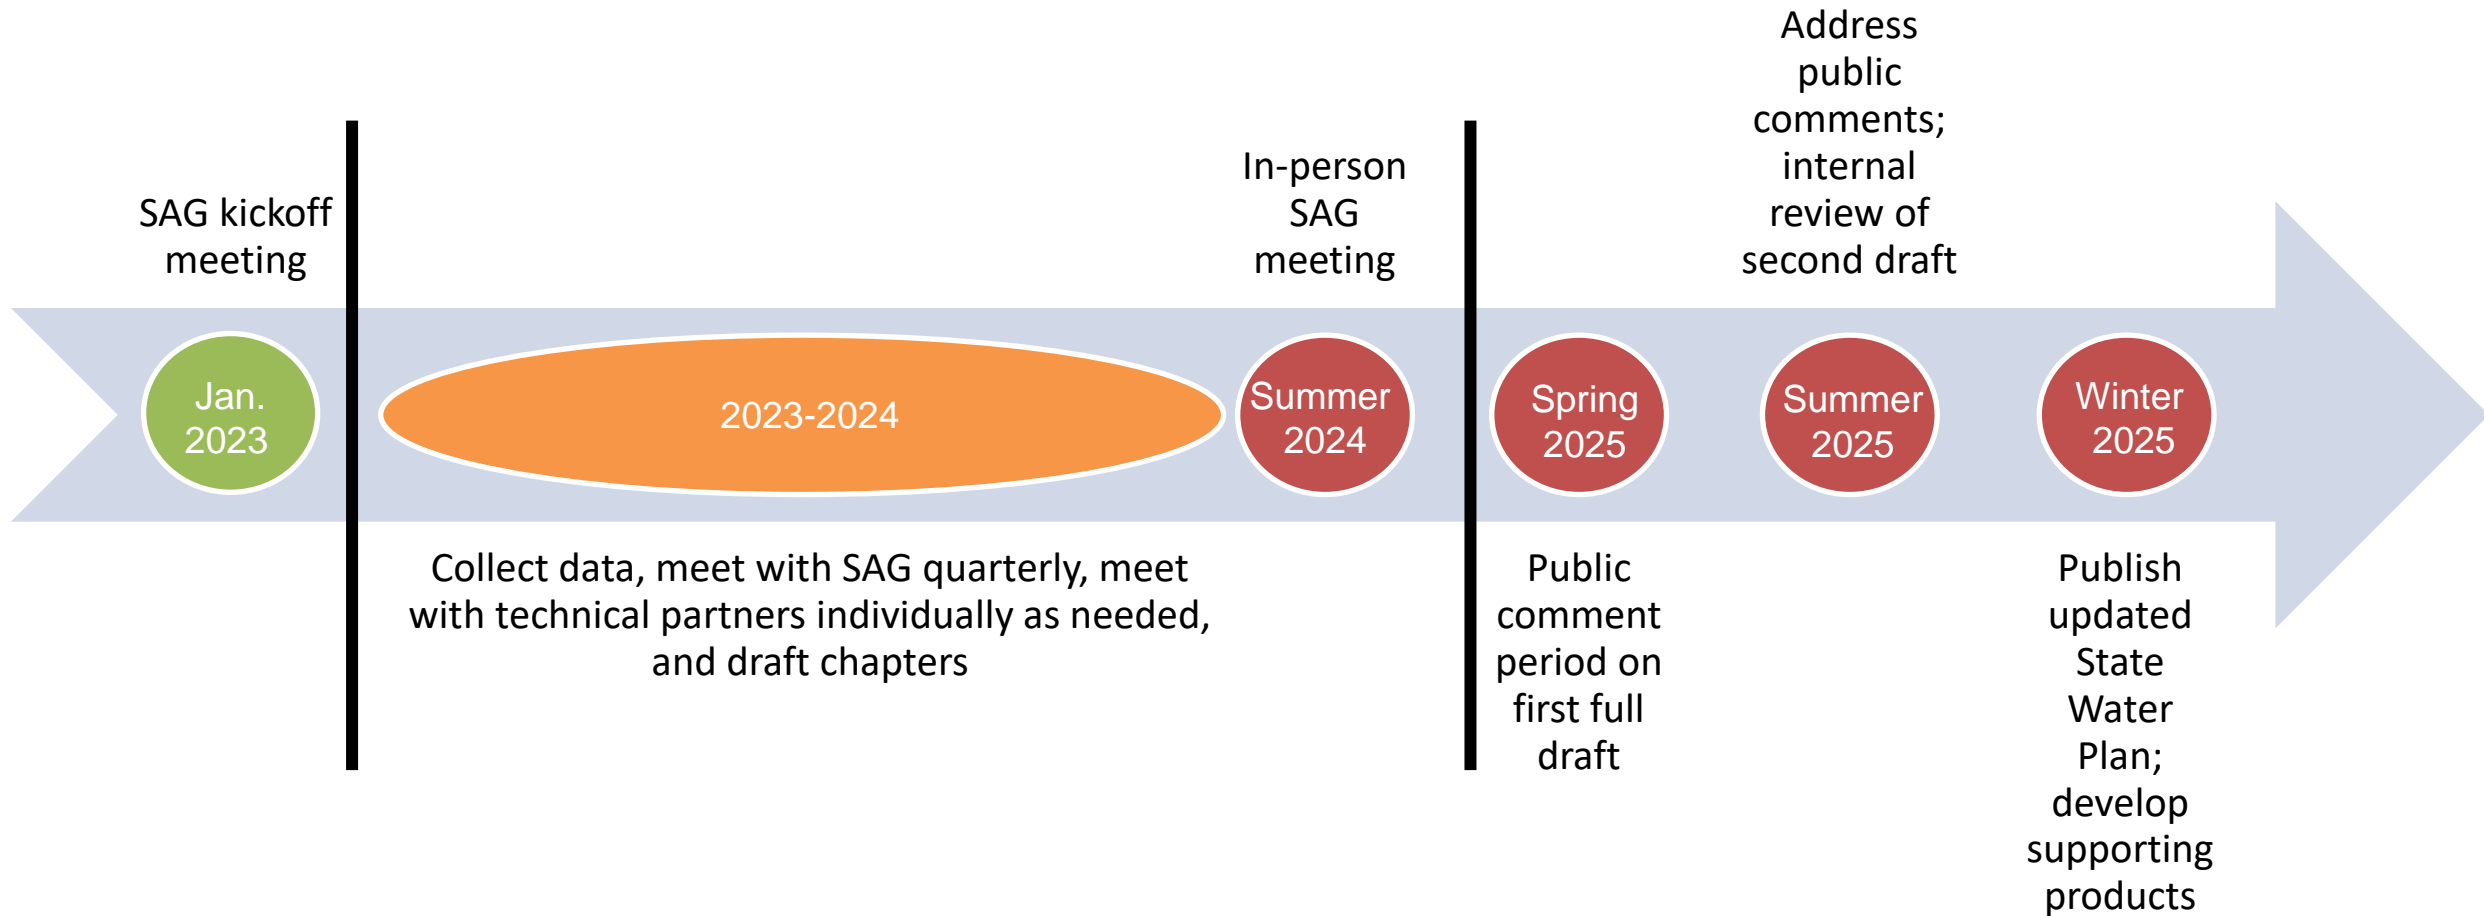 SAG kickoff
meeting
Jan.
2023
2023-2024
Collect data, meet with SAG quarterly, meet
with technical partners individually as needed,
and draft chapters
In-person
SAG
meeting
Summer
2024
Spring
2025
Public
comment
period on
first full
draft
Address
public
comments;
internal
review of
second draft
Summer
2025
Winter
2025
Publish
updated
State
Water
Plan;
develop
supporting
products